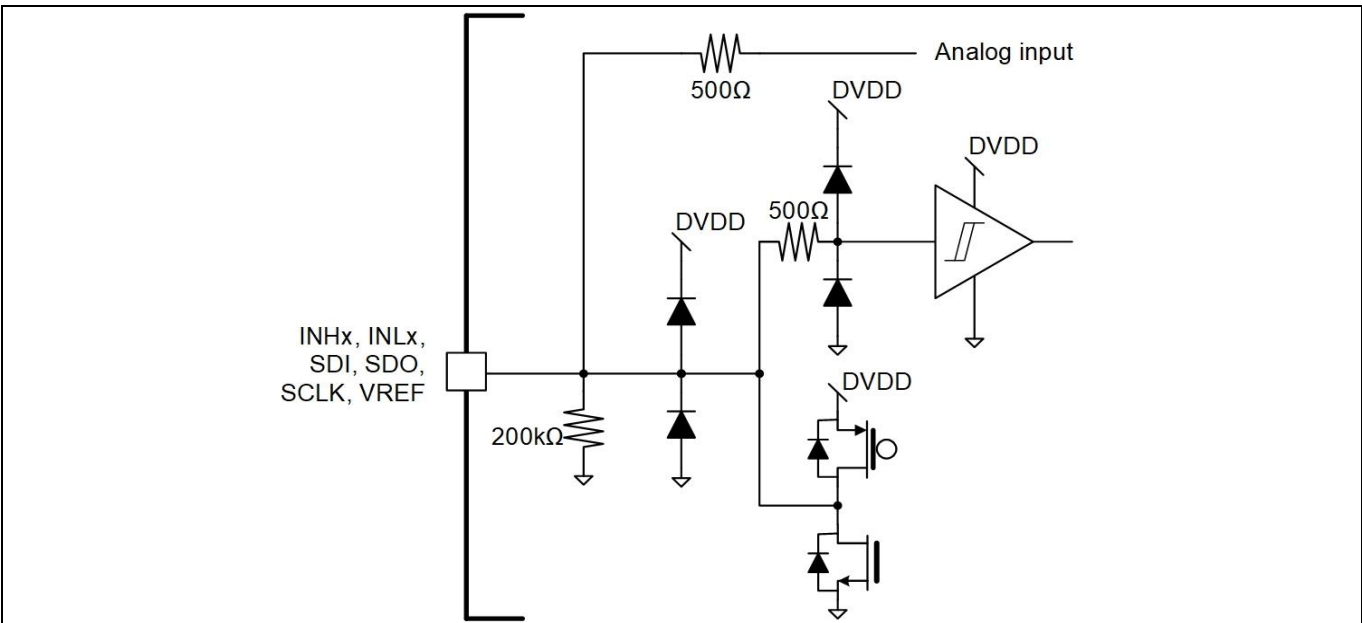 Analog input
500Ω
DVDD
DVDD
500Ω
DVDD
INHx, INLx,
SDI, SDO,
SCLK, VREF
DVDD
200kΩ